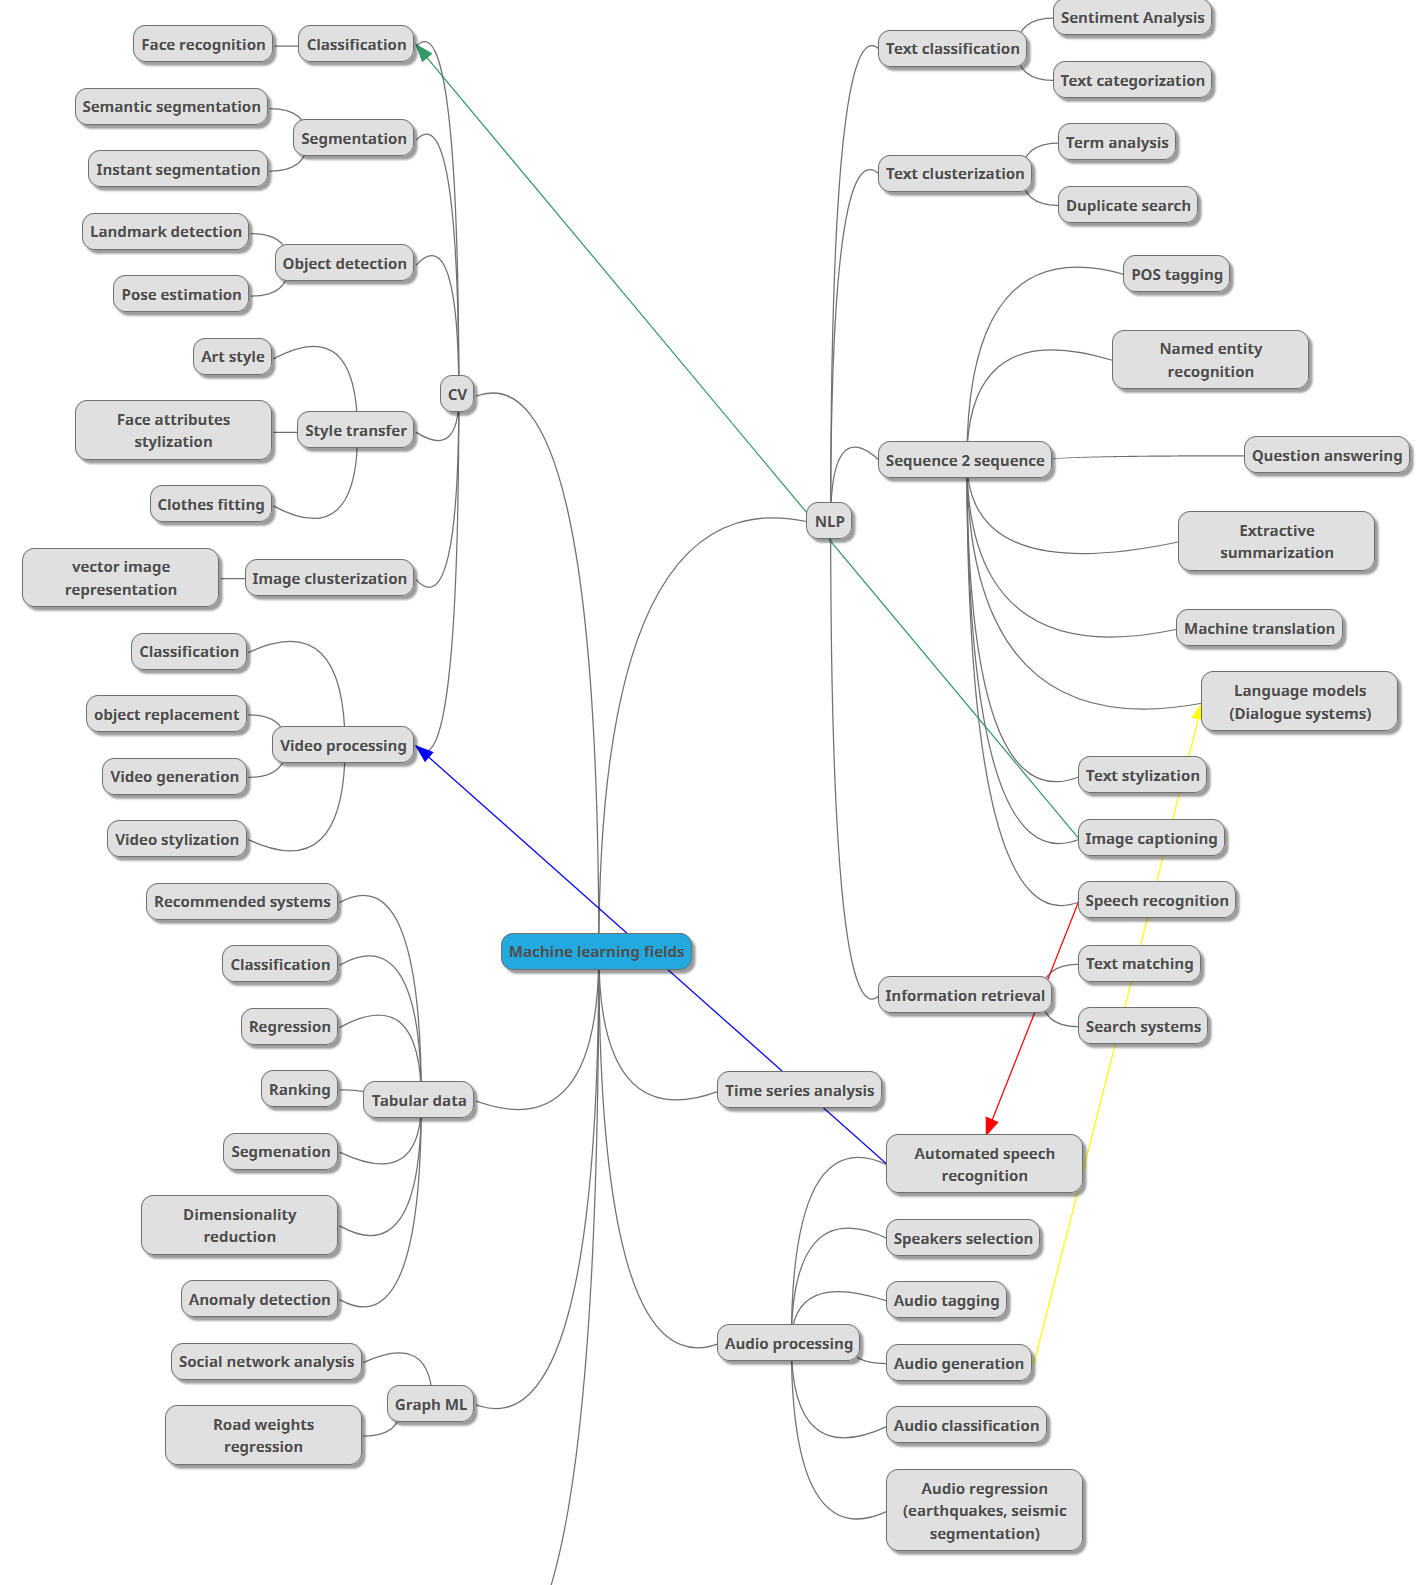 Face recognition
Classification
Semantic segmentation
Segmentation
Instant segmentation
Landmark detection
Object detection
Pose estimation
Art style
Face attributes
stylization
Style transfer
Clothes fitting
CV
vector image
representation
Image clusterization
Classification
object replacement
Video processing
Video generation
Video stylization
Recommended systems
Classification
Regression
Ranking
Tabular data
Segmenation
Dimensionality
reduction
Anomaly detection
Social network analysis
Graph ML
Road weights
regression
Machine learning fields
NLP
Text classification
Sentiment Analysis
Text categorization
Text clusterization
Term analysis
Duplicate search
Sequence 2 sequence
POS tagging
Named entity
recognition
Question answering
Extractive
summarization
Machine translation
Language models
(Dialogue systems)
Text stylization
Image captioning
Speech recognition
Information retrieval
Text matching
Search systems
Time series analysis
Audio processing
Automated speech
recognition
Speakers selection
Audio tagging
Audio generation
Audio classification
Audio regression
(earthquakes, seismic
segmentation)